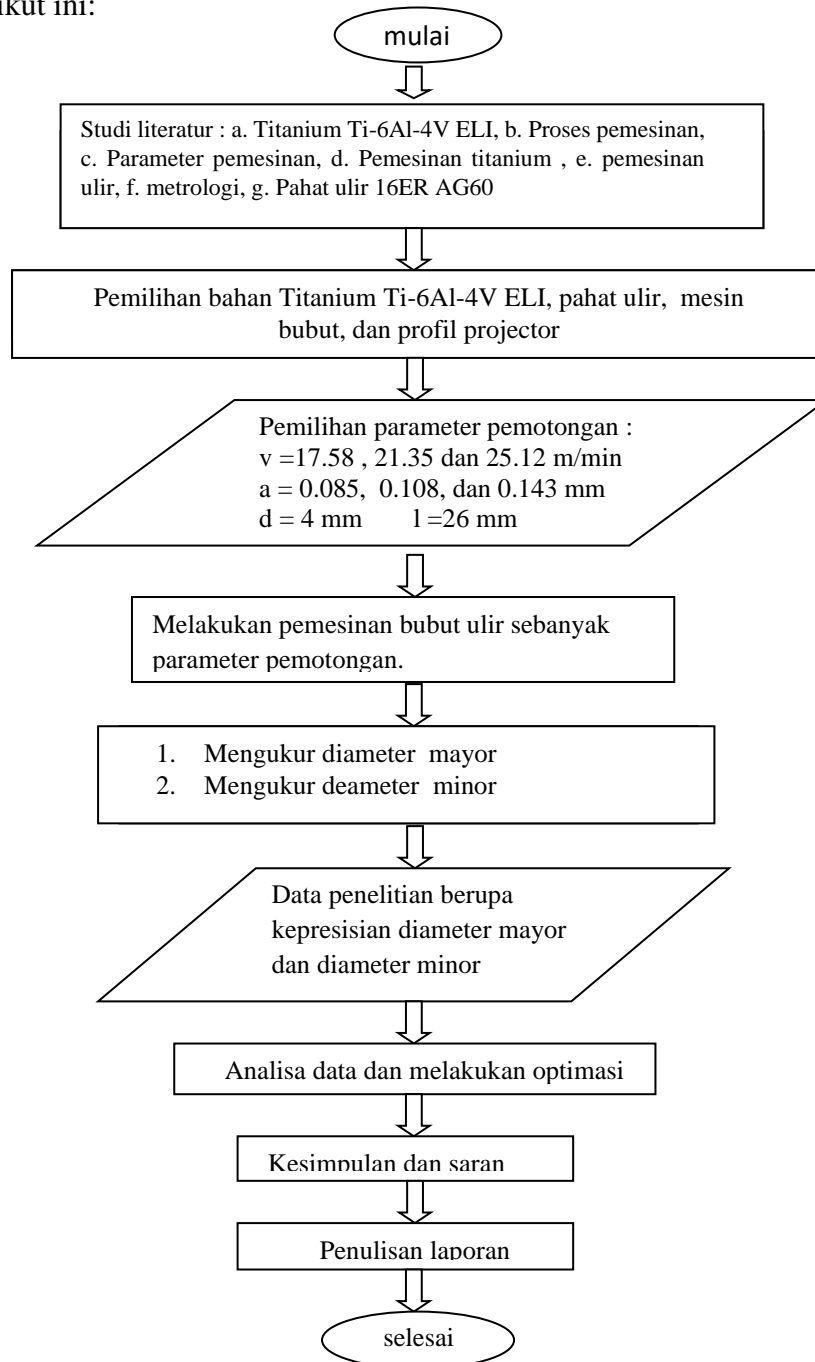 ikut ini:
mulai
Studi literatur : a. Titanium Ti-6Al-4V ELI, b. Proses pemesinan,
c. Parameter pemesinan, d. Pemesinan titanium , e. pemesinan
ulir, f. metrologi, g. Pahat ulir 16ER AG60
Pemilihan bahan Titanium Ti-6Al-4V ELI, pahat ulir, mesin
bubut, dan profil projector
Pemilihan parameter pemotongan :
v =17.58 , 21.35 dan 25.12 m/min
a = 0.085, 0.108, dan 0.143 mm
d = 4 mm l =26 mm
Melakukan pemesinan bubut ulir sebanyak
parameter pemotongan.
1. Mengukur diameter mayor
2. Mengukur deameter minor
Data penelitian berupa
kepresisian diameter mayor
dan diameter minor
Analisa data dan melakukan optimasi
Kesimpulan dan saran
Penulisan laporan
selesai